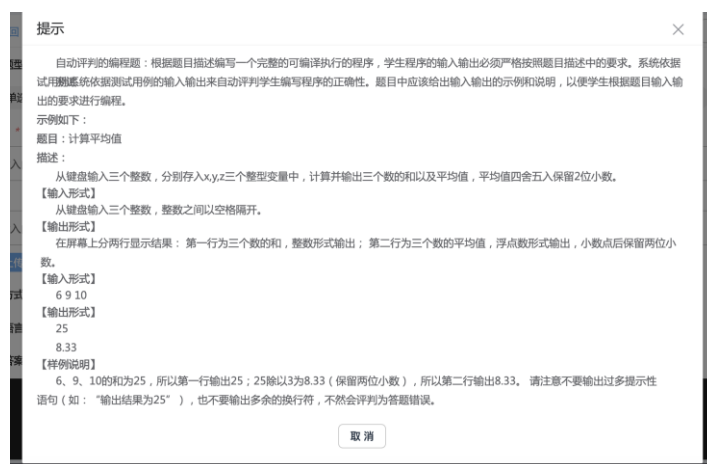 提示
自动评判的编程题：根据题目描述编写一个完整的可编译执行的程序，学生程序的输入输出必须严格按照题目描述中的要求。系统依据
试用系统依据测试用例的输入输出来自动评判学生编写程序的正确性。题目中应该给出输入输出的示例和说明，以便学生根据题目输入输
出的要求进行编程。
示例如下：
题目：计算平均值
描述：
从键盘输入三个整数，分别存入x,y,z三个整型变量中，计算并输出三个数的和以及平均值，平均值四舍五入保留2位小数。
【输入形式】
从键盘输入三个整数，整数之间以空格隔开。
【输出形式】
在屏幕上分两行显示结果： 第一行为三个数的和，整数形式输出； 第二行为三个数的平均值，浮点数形式输出，小数点后保留两位小
数。
【输入形式】
6 9 10
【输出形式】
25
8.33
【样例说明】
6、9、10的和为25，所以第一行输出25；25除以3为8.33（保留两位小数），所以第二行输出8.33。 请注意不要输出过多提示性
语句（如：“输出结果为25”），也不要输出多余的换行符，不然会评判为答题错误。
取 消